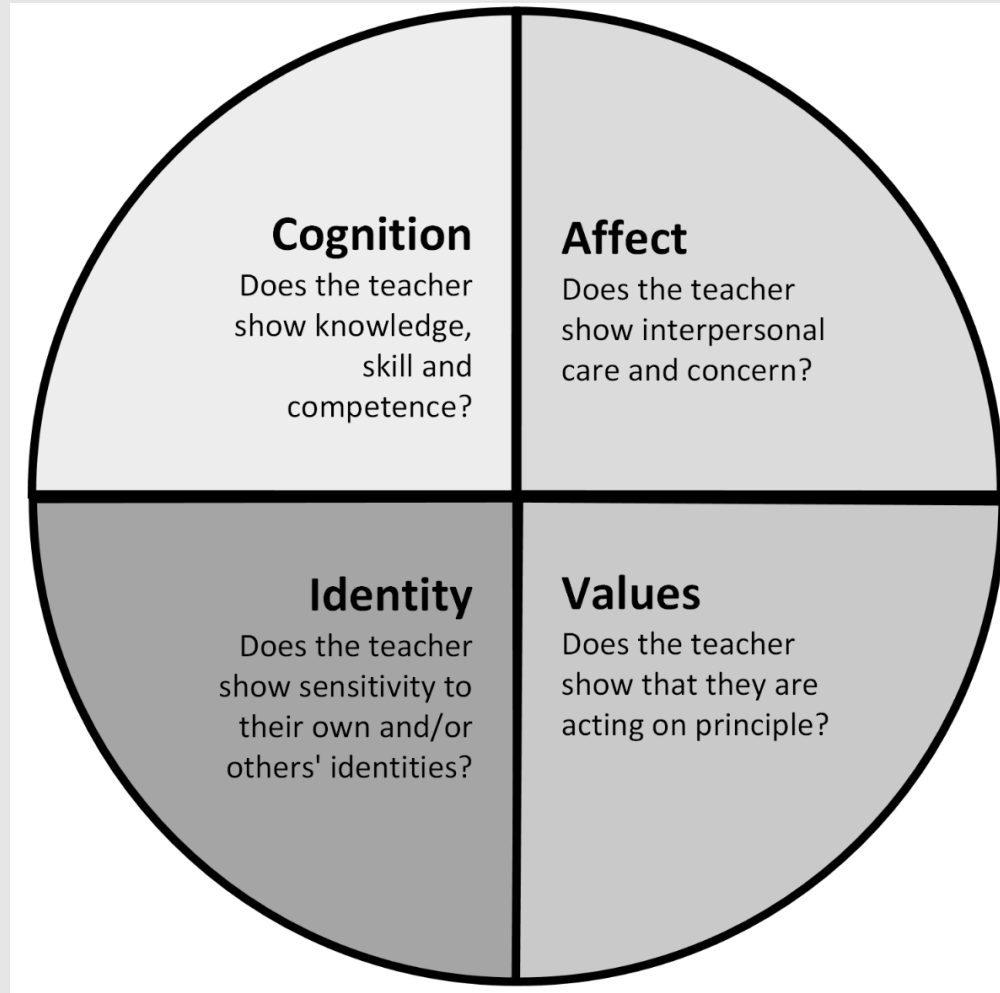 Cognition
Does the teacher
show knowledge,
skill and
competence?
Affect
Does the teacher
show interpersonal
care and concern?
Identity
Does the teacher
show sensitivity to
their own and/or
others' identities?
Values
Does the teacher
show that they are
acting on principle?